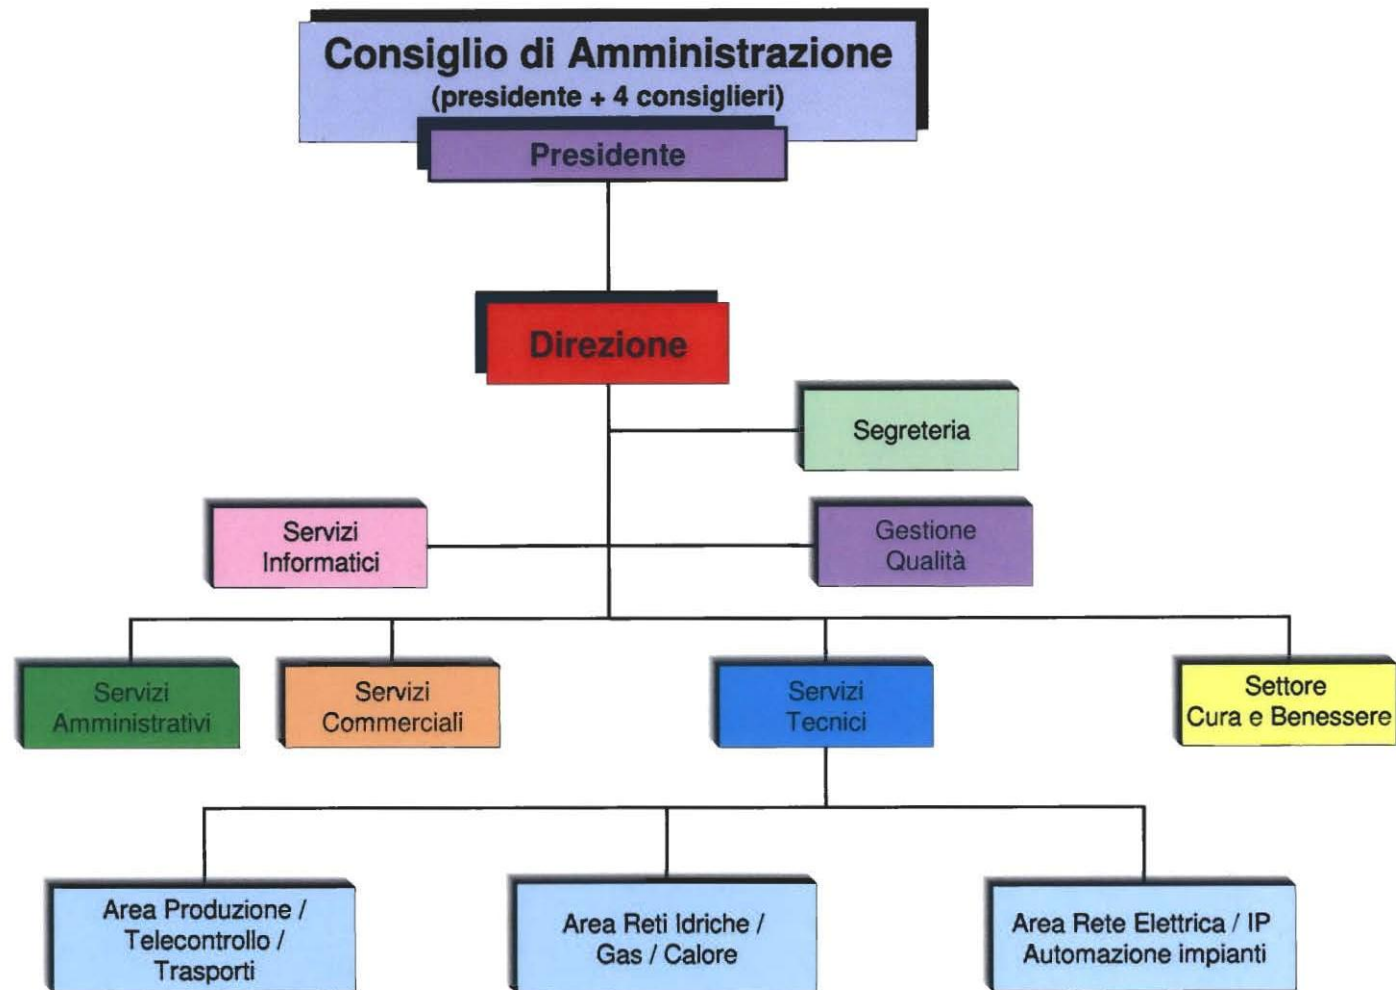 Consiglio di Amministrazione
(presidente + 4 consiglieri)
Presidente
Direzione
Segreteria
Servizi
Informatici
Gestione
Qualità
Servizi
Amministrativi
Servizi
Commerciali
Servizi
Tecnici
Settore
Cura e Benessere
Area Produzione /
Telecontrollo /
Trasporti
Area Reti Idriche /
Gas / Calore
Area Rete Elettrica / IP
Automazione impianti